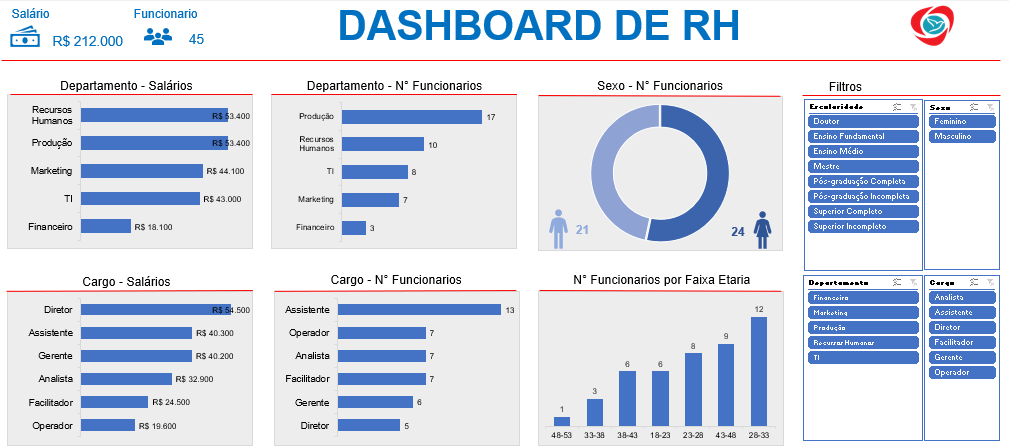 Salário
R$ 212.000
Funcionario
45
DASHBOARD DE RH
Departamento - Salários
Recursos
Humanos
R$ 53.400
Produção
R$ 53.400
Marketing
R$ 44.100
TI
R$ 43.000
Financeiro
R$ 18.100
Departamento - N° Funcionarios
Produção
17
Recursos
Humanos
10
TI
8
Marketing
7
Financeiro
3
Sexo - N° Funcionarios
21
24
Filtros
Escolaridade
Doutor
Ensino Fundamental
Ensino Médio
Mestre
Pós-graduação Completa
Pós-graduação Incompleta
Superior Completo
Superior Incompleto
Sexo
Feminino
Masculino
Cargo - Salários
Diretor
R$ 54.500
Assistente
R$ 40.300
Gerente
R$ 40.200
Analista
R$ 32.900
Facilitador
R$ 24.500
Operador
R$ 19.600
Cargo - N° Funcionarios
Assistente
13
Operador
7
Analista
7
Facilitador
7
Gerente
6
Diretor
5
N° Funcionarios por Faixa Etaria
1
3
6
6
8
9
12
48-53
33-38
38-43
18-23
23-28
43-48
28-33
Departamento
Financeiro
Marketing
Produção
Recursos Humanos
TI
Cargo
Analista
Assistente
Diretor
Facilitador
Gerente
Operador